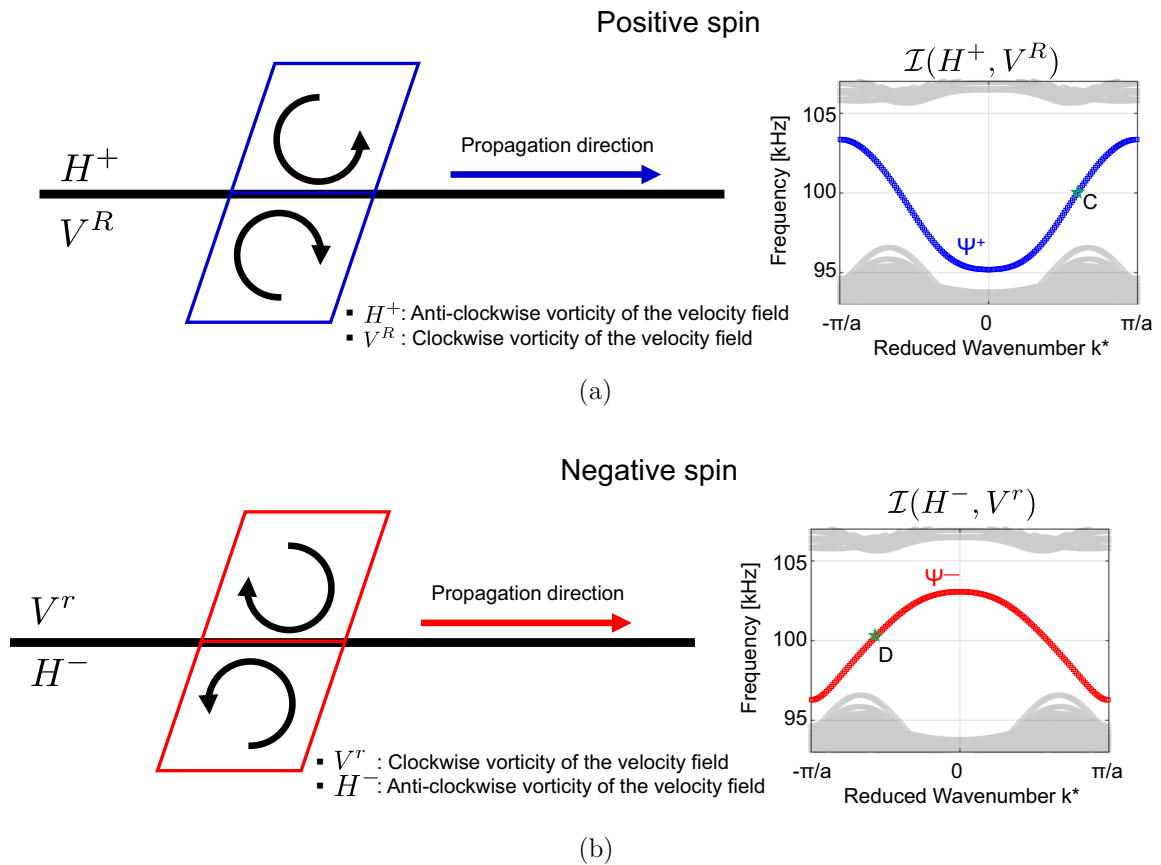 Positive spin
H^+
V^R
Propagation direction
▪ H^+: Anti-clockwise vorticity of the velocity field
▪ V^R: Clockwise vorticity of the velocity field
I(H^+, V^R)
105
100
95
Frequency [kHz]
Ψ+
C
-π/a 0 π/a
Reduced Wavenumber k*
(a)
Negative spin
V^r
H^-
Propagation direction
▪ V^r : Clockwise vorticity of the velocity field
▪ H^-: Anti-clockwise vorticity of the velocity field
I(H^-, V^r)
105
100
95
Frequency [kHz]
Ψ—
D
-π/a 0 π/a
Reduced Wavenumber k*
(b)